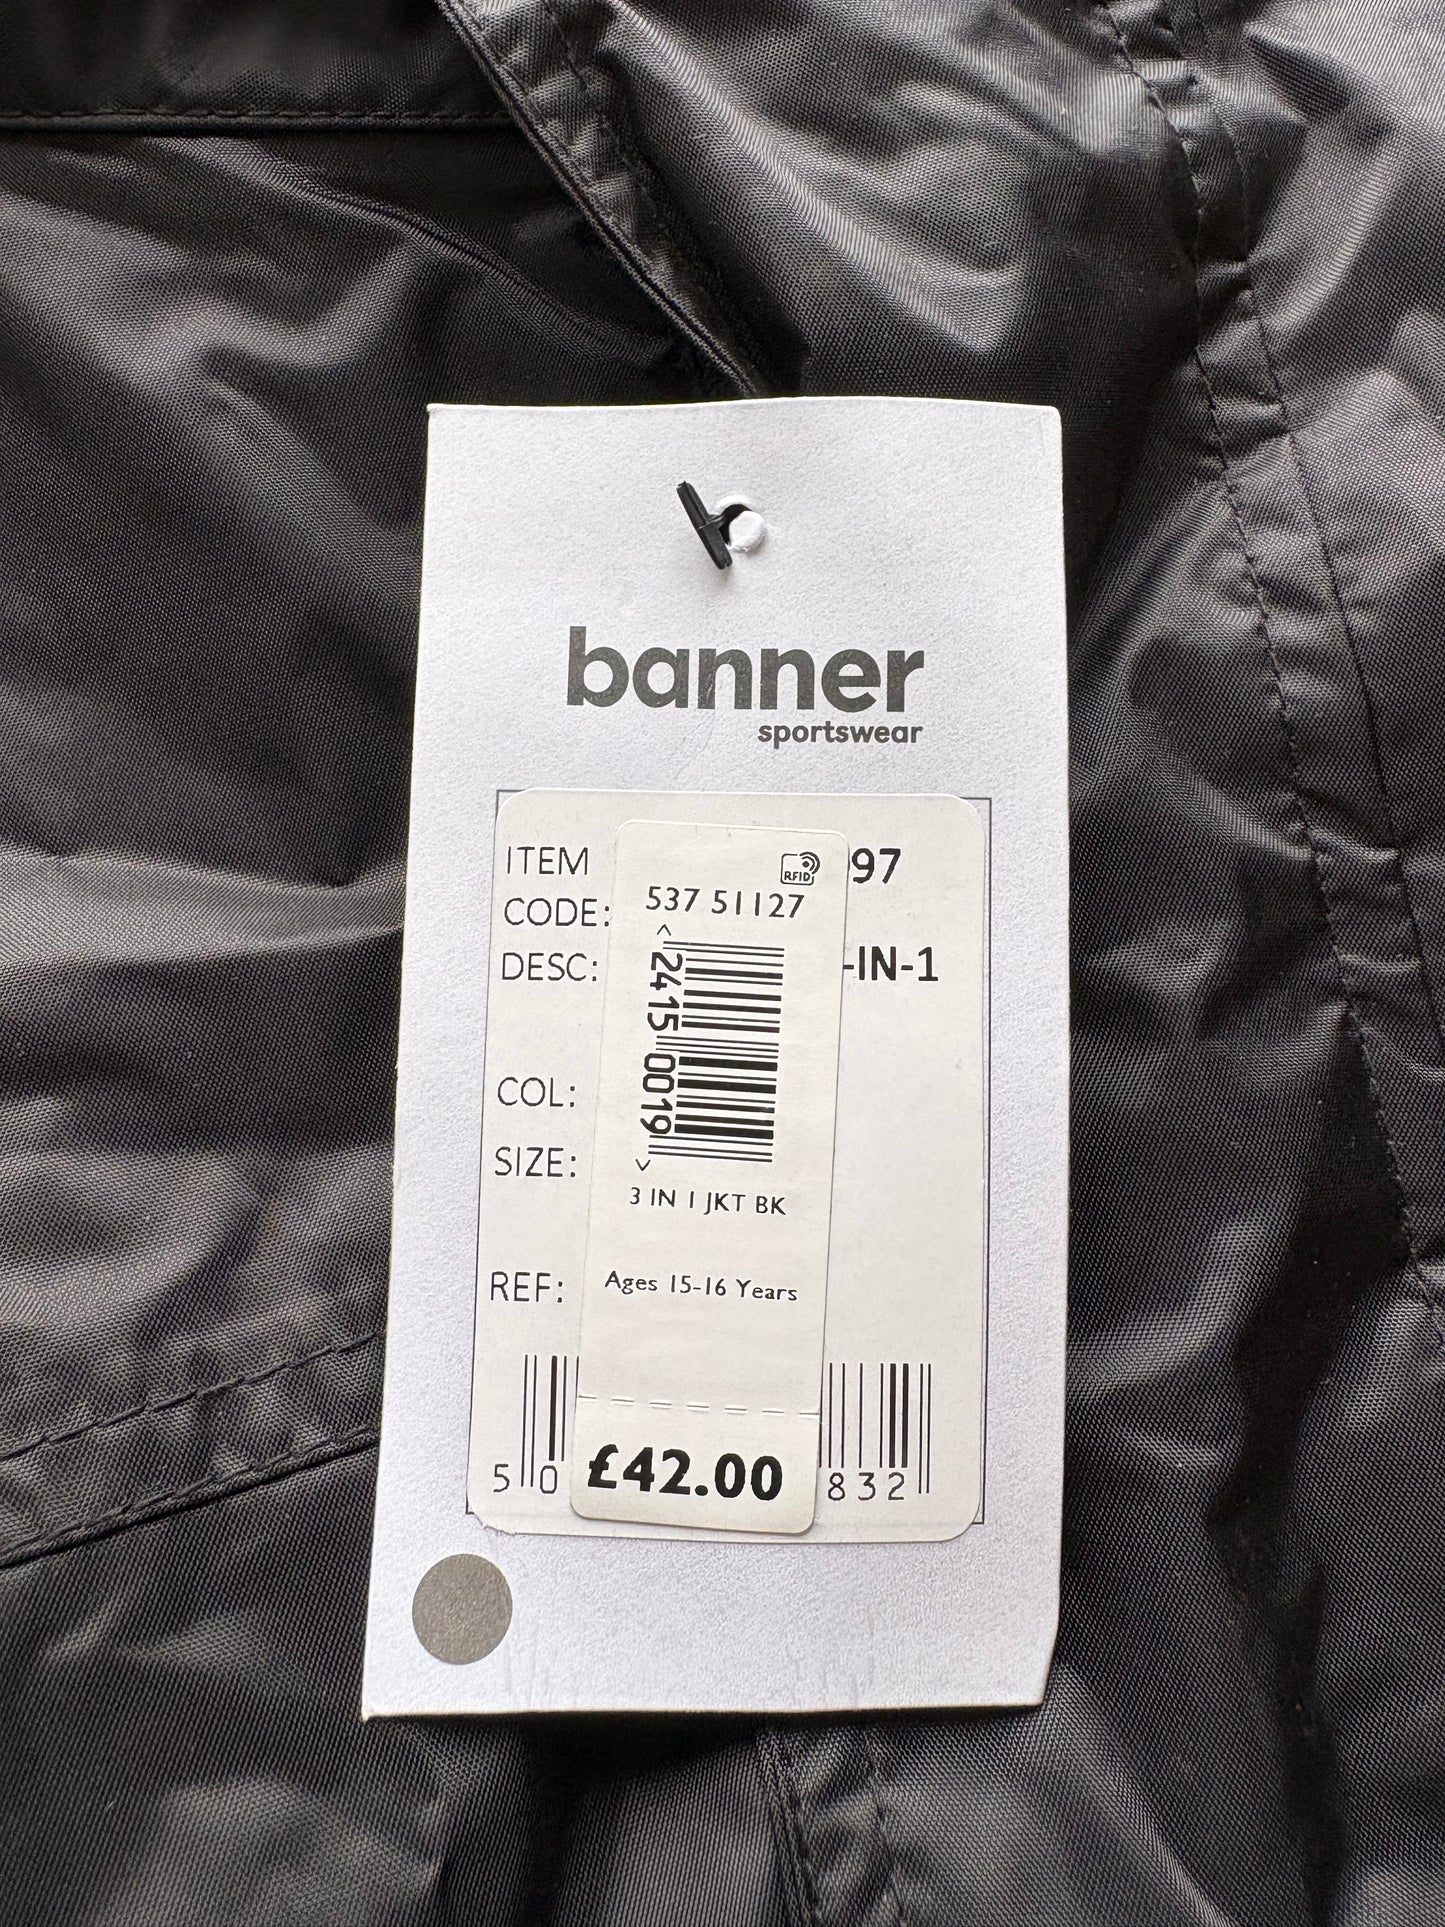 banner
sportswear
ITEM 97
CODE:
RFID
537 51127
DESC: -IN-1
< 2415 0019 >
COL:
SIZE:
3 IN 1 JKT BK
REF: Ages 15-16 Years
£42.00
5 0 832